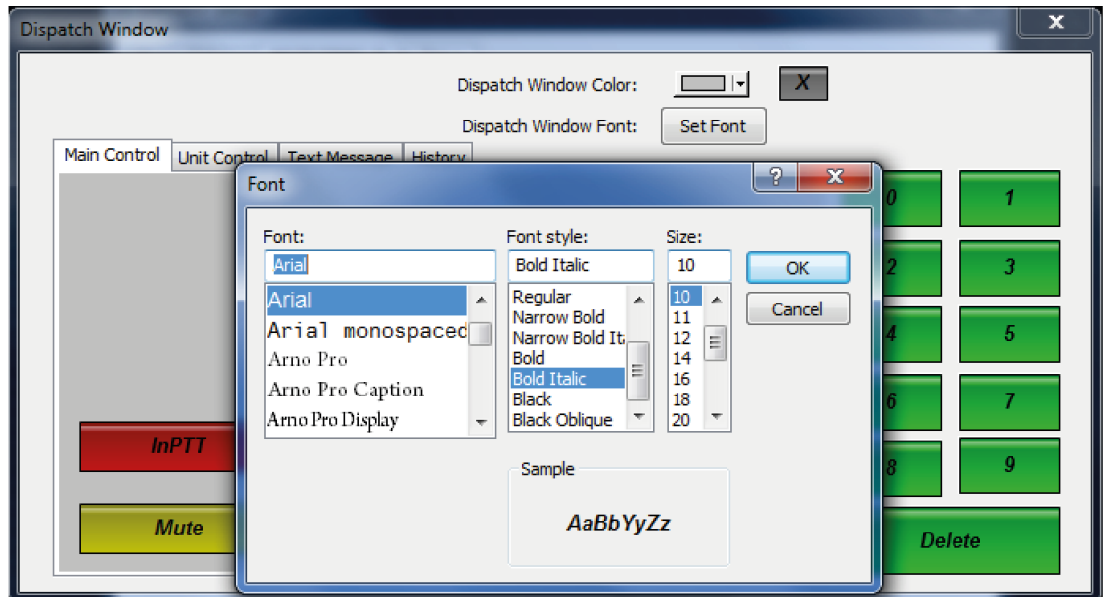 Dispatch Window
X
Dispatch Window Color:
X
Dispatch Window Font:
Set Font
Main Control
Unit Control
Text Message
History
Font
?
X
0
1
Font:
Font style:
Size:
Arial
Bold Italic
10
OK
2
3
Arial
Arial monospaced
Arno Pro
Arno Pro Caption
Arno Pro Display
Regular
Narrow Bold
Narrow Bold It
Bold
Bold Italic
Black
Black Oblique
10
11
12
14
16
18
20
Cancel
4
5
6
7
InPTT
Sample
AaBbYyZz
8
9
Mute
Delete